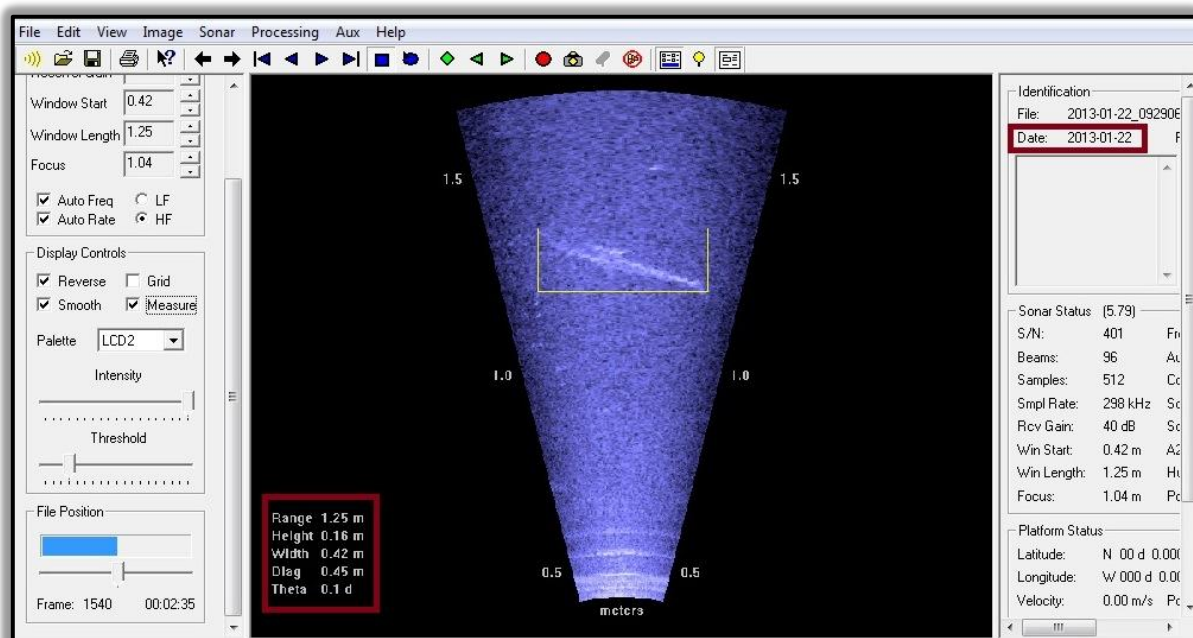 File Edit View Image Sonar Processing Aux Help
Window Start 0.42
Window Length 1.25
Focus 1.04
Auto Freq LF
Auto Rate HF
Display Controls
Reverse Grid
Smooth Measure
Palette LCD2
Intensity
Threshold
File Position
Frame: 1540 00:02:35
1.5 1.5
1.0 1.0
0.5 0.5
meters
Range 1.25 m
Height 0.16 m
Width 0.42 m
Diag 0.45 m
Theta 0.1 d
Identification
File: 2013-01-22_092906
Date: 2013-01-22
Sonar Status (5.79)
S/N: 401
Beams: 96
Samples: 512
Smpl Rate: 298 kHz
Rcv Gain: 40 dB
Win Start: 0.42 m
Win Length: 1.25 m
Focus: 1.04 m
Platform Status
Latitude: N 00 d
Longitude: W 000 d
Velocity: 0.00 m/s